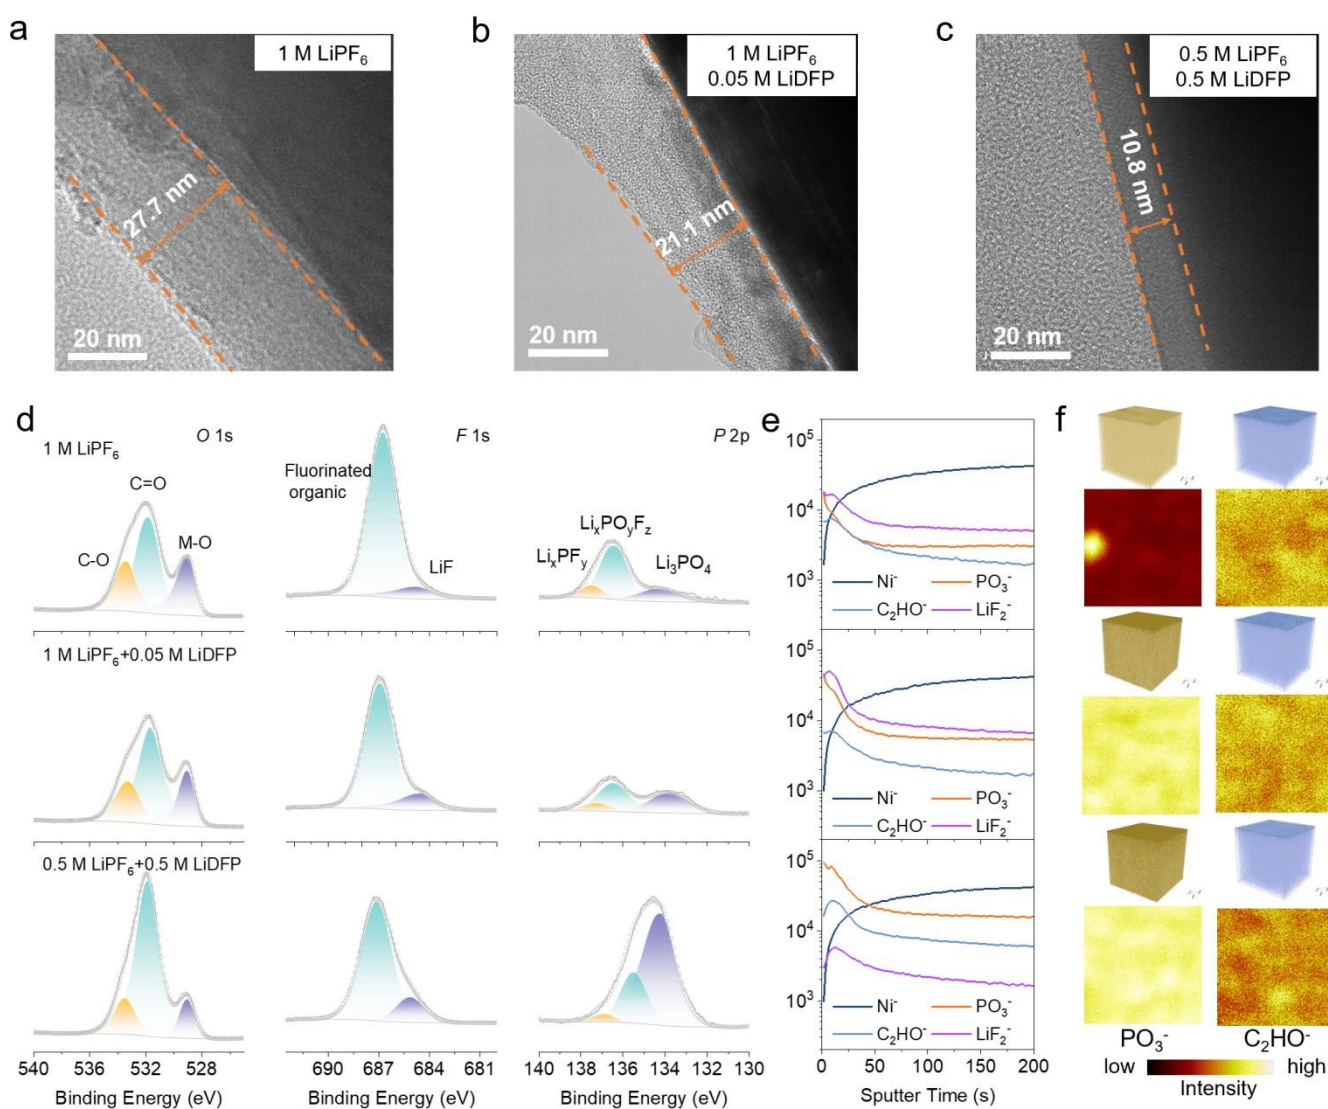 a
1 M LiPF6
27.7 nm
20 nm
b
1 M LiPF6
0.05 M LiDFP
21.1 nm
20 nm
c
0.5 M LiPF6
0.5 M LiDFP
10.8 nm
20 nm
d
1 M LiPF6
O 1s
C=O
C-O
M-O
F 1s
Fluorinated
organic
LiF
P 2p
LixPOyFz
LixPFy
Li3PO4
1 M LiPF6+0.05 M LiDFP
0.5 M LiPF6+0.5 M LiDFP
540 536 532 528
Binding Energy (eV)
690 687 684 681
Binding Energy (eV)
140 138 136 134 132 130
Binding Energy (eV)
e
10^5
10^4
10^3
Ni- PO3-
C2HO- LiF2-
10^5
10^4
10^3
Ni- PO3-
C2HO- LiF2-
10^5
10^4
10^3
Ni- PO3-
C2HO- LiF2-
0 50 100 150 200
Sputter Time (s)
f
PO3- C2HO-
low high
Intensity